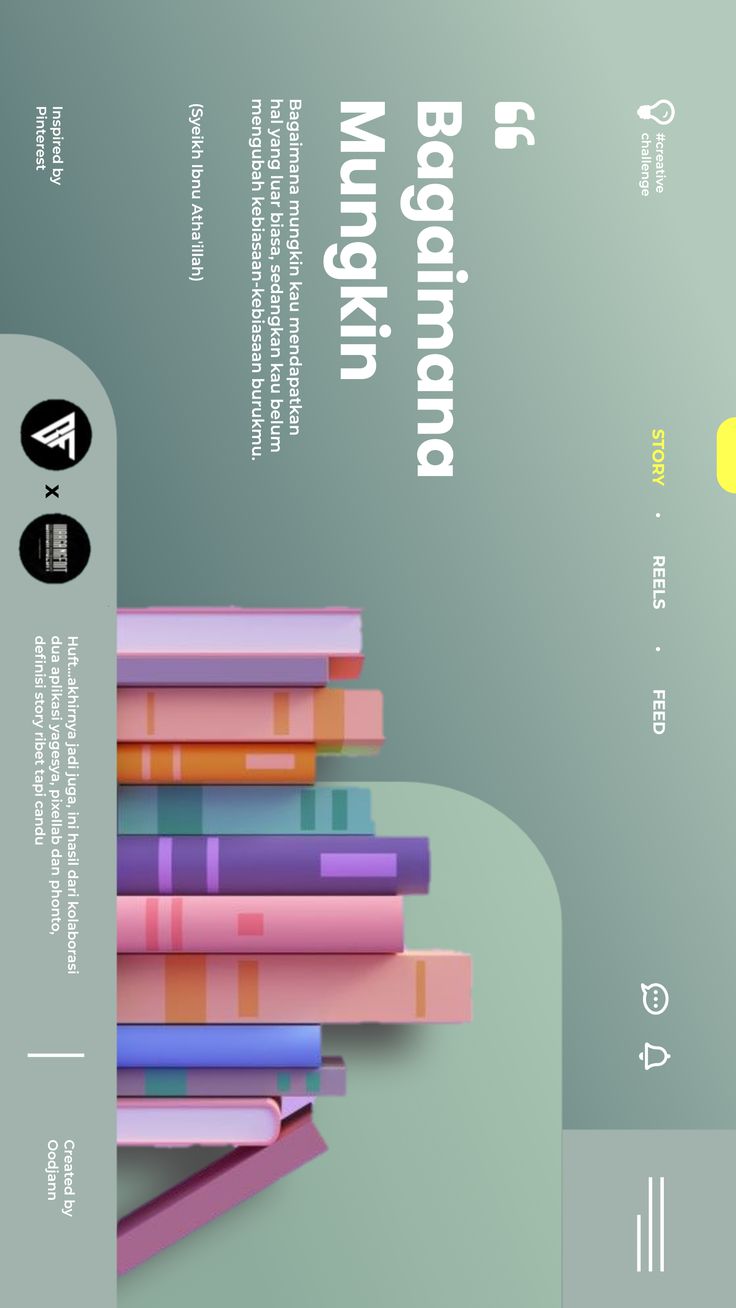 #creative
challenge
STORY • REELS • FEED
“
Bagaimana
Mungkin
Bagaimana mungkin kau mendapatkan
hal yang luar biasa, sedangkan kau belum
mengubah kebiasaan-kebiasaan burukmu.
(Syeikh Ibnu Atha'illah)
Inspired by
Pinterest
BF
x
Huft...akhirnya jadi juga, ini hasil dari kolaborasi
dua aplikasi yagesya, pixellab dan phonto,
definisi story ribet tapi candu
Created by
Oodjann